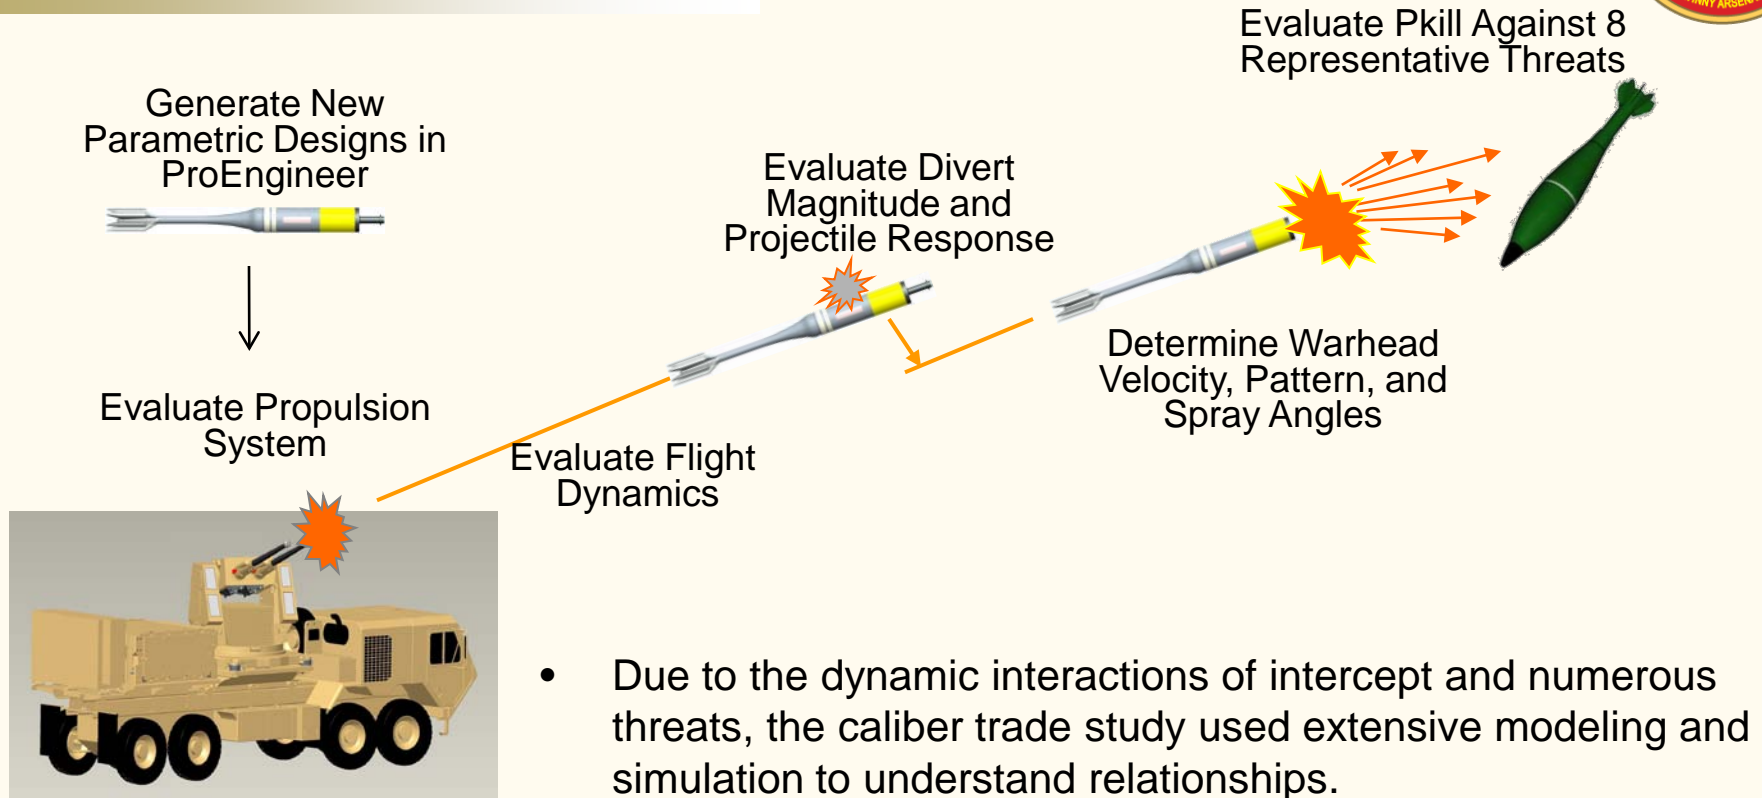 Evaluate Pkill Against 8
Representative Threats
Generate New
Parametric Designs in
ProEngineer
Evaluate Divert
Magnitude and
Projectile Response
Determine Warhead
Velocity, Pattern, and
Spray Angles
Evaluate Propulsion
System
Evaluate Flight
Dynamics
• Due to the dynamic interactions of intercept and numerous
threats, the caliber trade study used extensive modeling and
simulation to understand relationships.